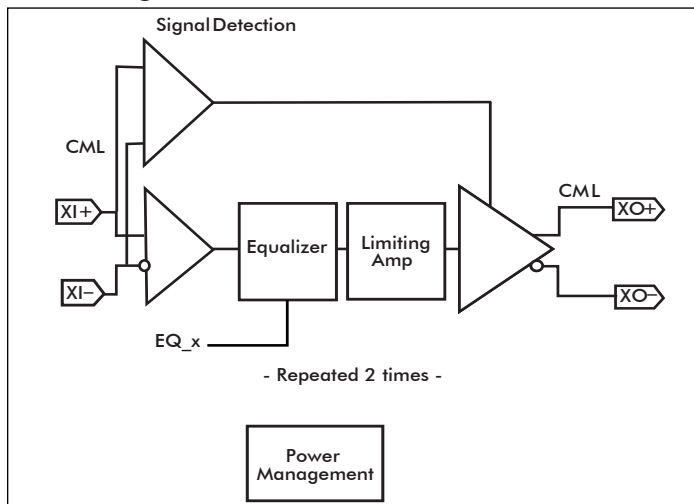 Signal Detection
CML
CML
XI+
XO+
Equalizer
Limiting
Amp
XI−
XO−
EQ_x
- Repeated 2 times -
Power
Management